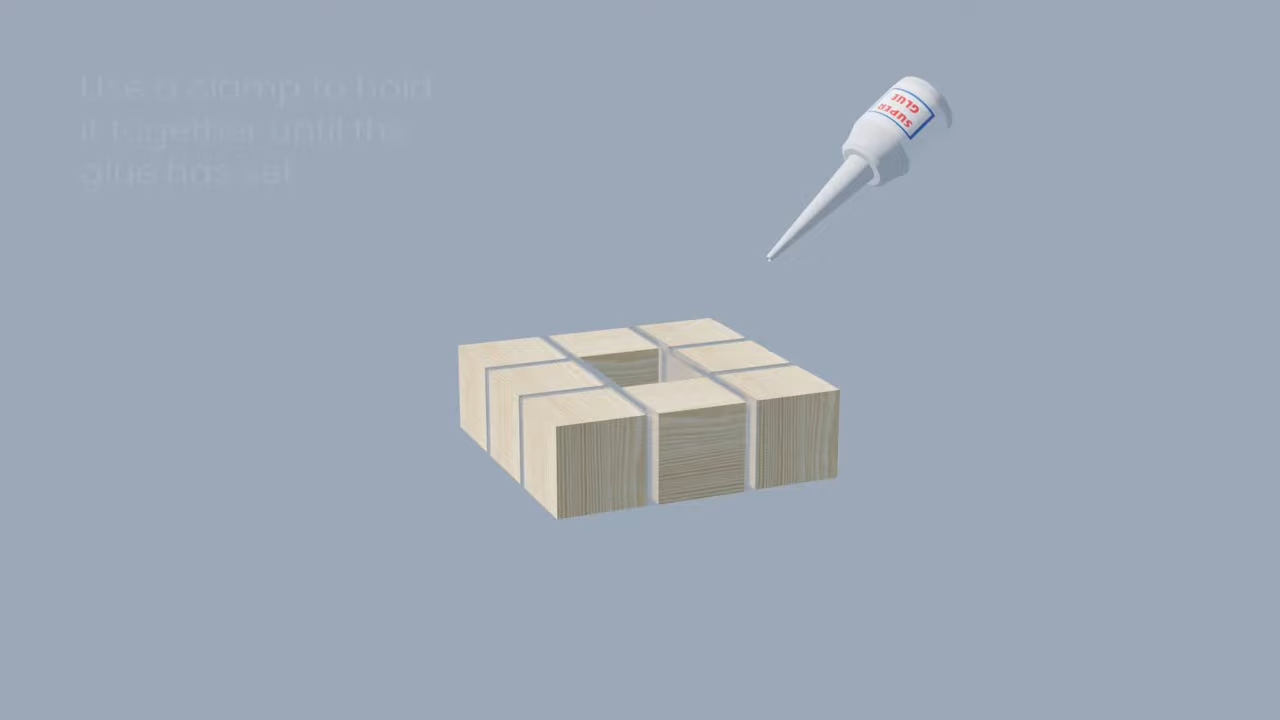 Use a clamp to hold
it together until the
glue has set
SUPER
GLUE